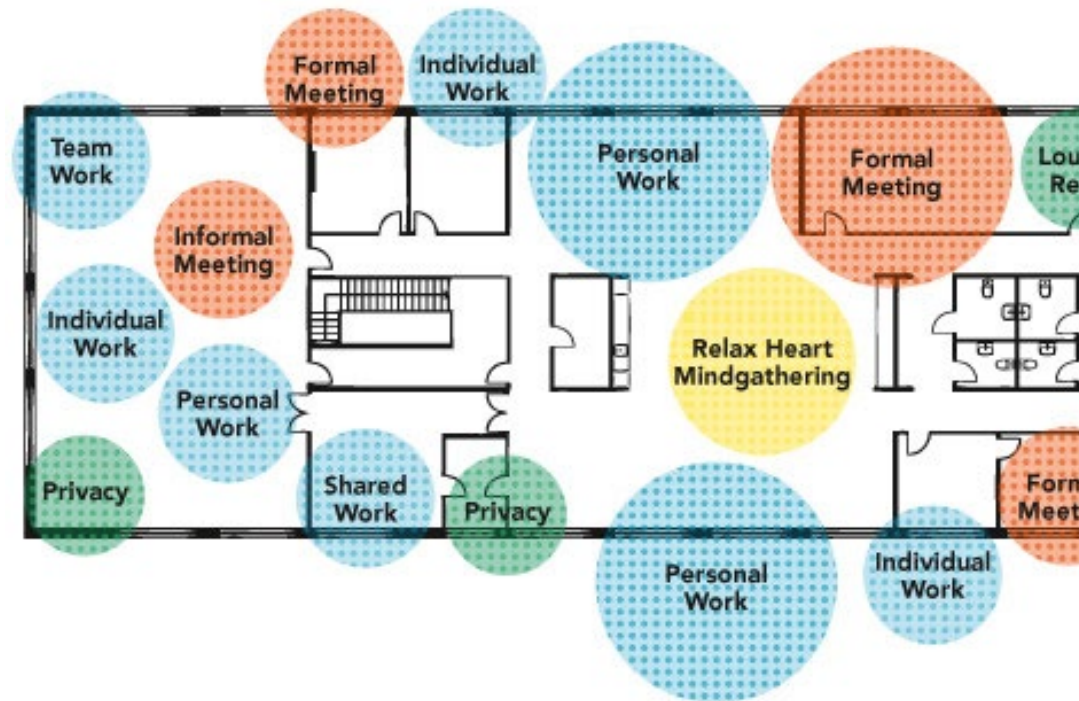 Formal
Meeting
Individual
Work
Team
Work
Personal
Work
Formal
Meeting
Informal
Meeting
Individual
Work
Relax Heart
Mindgathering
Personal
Work
Privacy
Shared
Work
Privacy
Personal
Work
Individual
Work